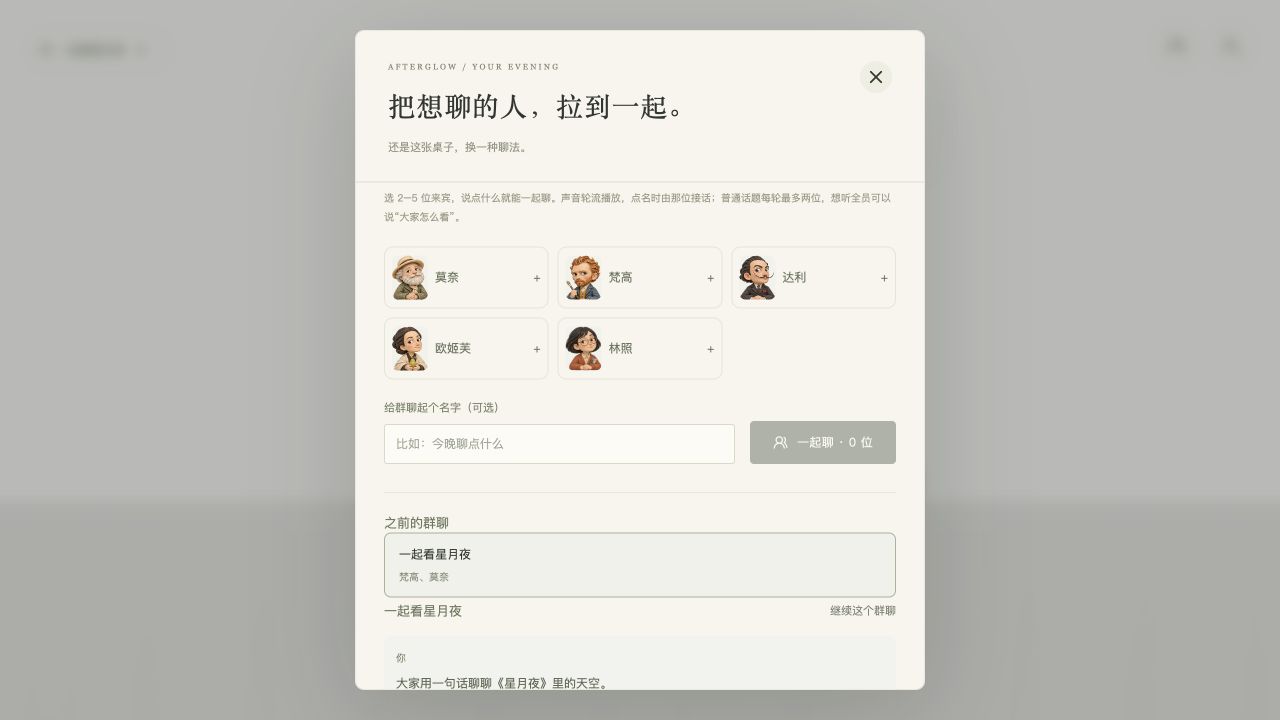 AFTERGLOW / YOUR EVENING
把想聊的人，拉到一起。
还是这张桌子，换一种聊法。
选 2—5 位来宾，说点什么就能一起聊。声音轮流播放，点名时由那位接话；普通话题每轮最多两位，想听全员可以
说“大家怎么看”。
莫奈 +
梵高 +
达利 +
欧姬芙 +
林照 +
给群聊起个名字（可选）
比如：今晚聊点什么
一起聊 · 0 位
之前的群聊
一起看星月夜
梵高、莫奈
一起看星月夜
继续这个群聊
你
大家用一句话聊聊《星月夜》里的天空。